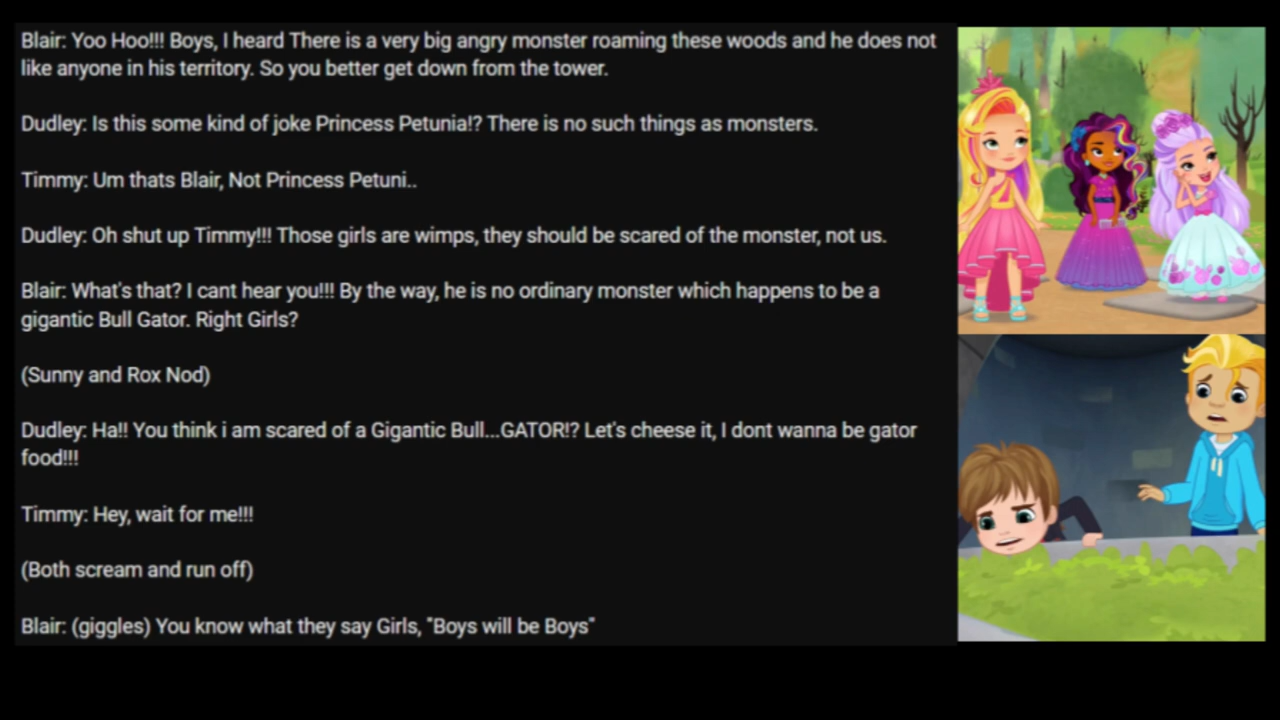 Blair: Yoo Hoo!!! Boys, I heard There is a very big angry monster roaming these woods and he does not
like anyone in his territory. So you better get down from the tower.
Dudley: Is this some kind of joke Princess Petunia!? There is no such things as monsters.
Timmy: Um thats Blair, Not Princess Petuni..
Dudley: Oh shut up Timmy!!! Those girls are wimps, they should be scared of the monster, not us.
Blair: What's that? I cant hear you!!! By the way, he is no ordinary monster which happens to be a
gigantic Bull Gator. Right Girls?
(Sunny and Rox Nod)
Dudley: Ha!! You think i am scared of a Gigantic Bull...GATOR!? Let's cheese it, I dont wanna be gator
food!!!
Timmy: Hey, wait for me!!!
(Both scream and run off)
Blair: (giggles) You know what they say Girls, "Boys will be Boys"